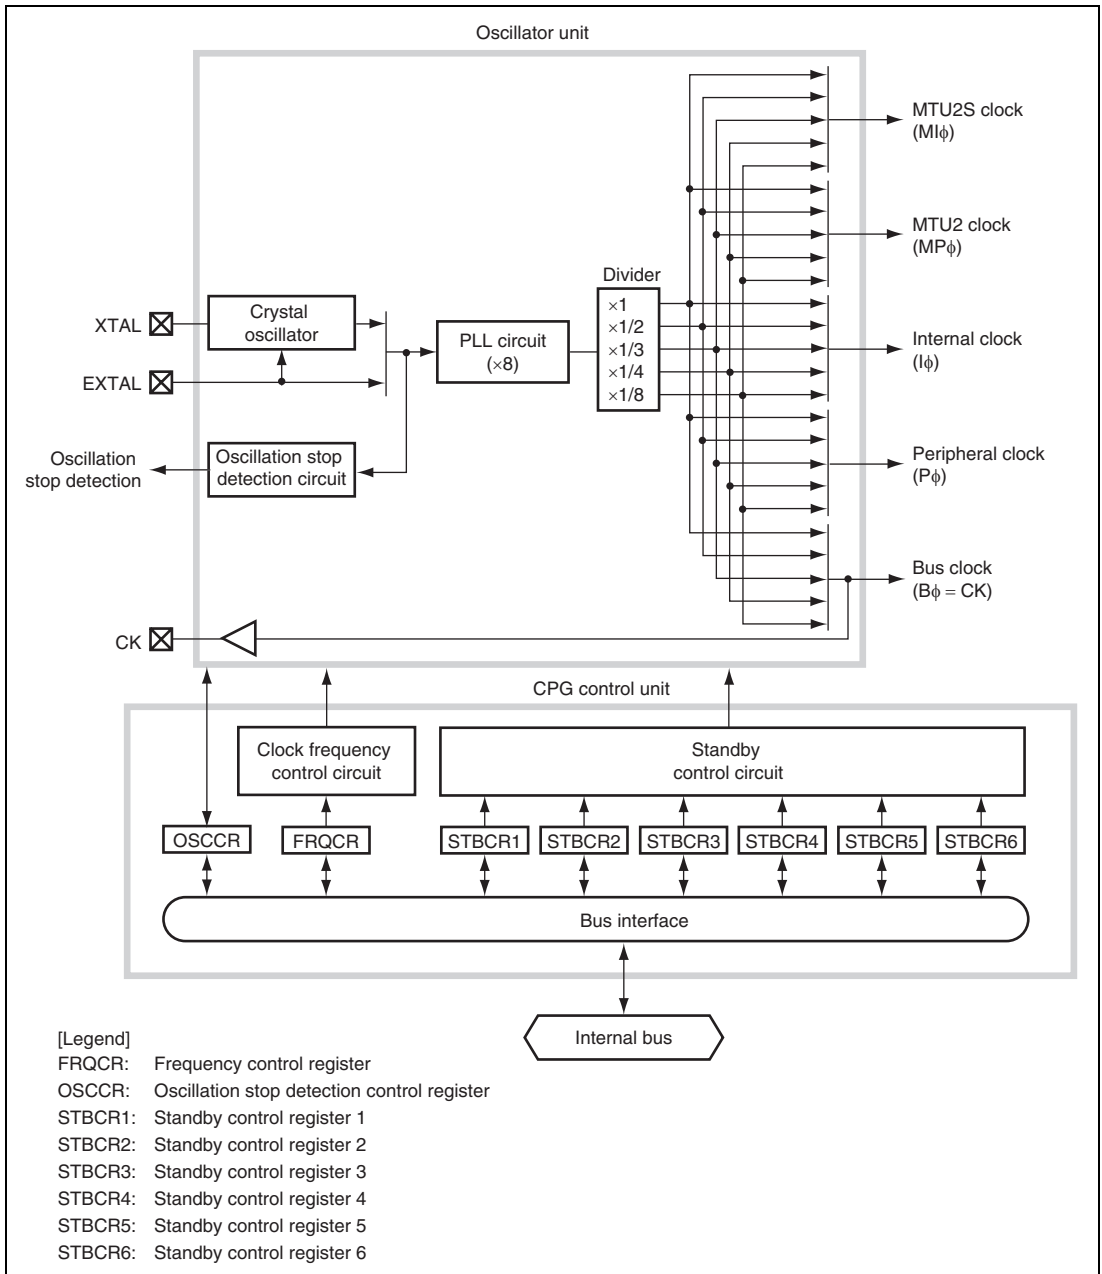 Oscillator unit
MTU2S clock
(MIϕ)
MTU2 clock
(MPϕ)
Divider
×1
×1/2
×1/3
×1/4
×1/8
XTAL
Crystal
oscillator
PLL circuit
(×8)
Internal clock
(Iϕ)
EXTAL
Oscillation
stop detection
Oscillation stop
detection circuit
Peripheral clock
(Pϕ)
Bus clock
(Bϕ = CK)
CK
CPG control unit
Clock frequency
control circuit
Standby
control circuit
OSCCR
FRQCR
STBCR1
STBCR2
STBCR3
STBCR4
STBCR5
STBCR6
Bus interface
Internal bus
[Legend]
FRQCR: Frequency control register
OSCCR: Oscillation stop detection control register
STBCR1: Standby control register 1
STBCR2: Standby control register 2
STBCR3: Standby control register 3
STBCR4: Standby control register 4
STBCR5: Standby control register 5
STBCR6: Standby control register 6